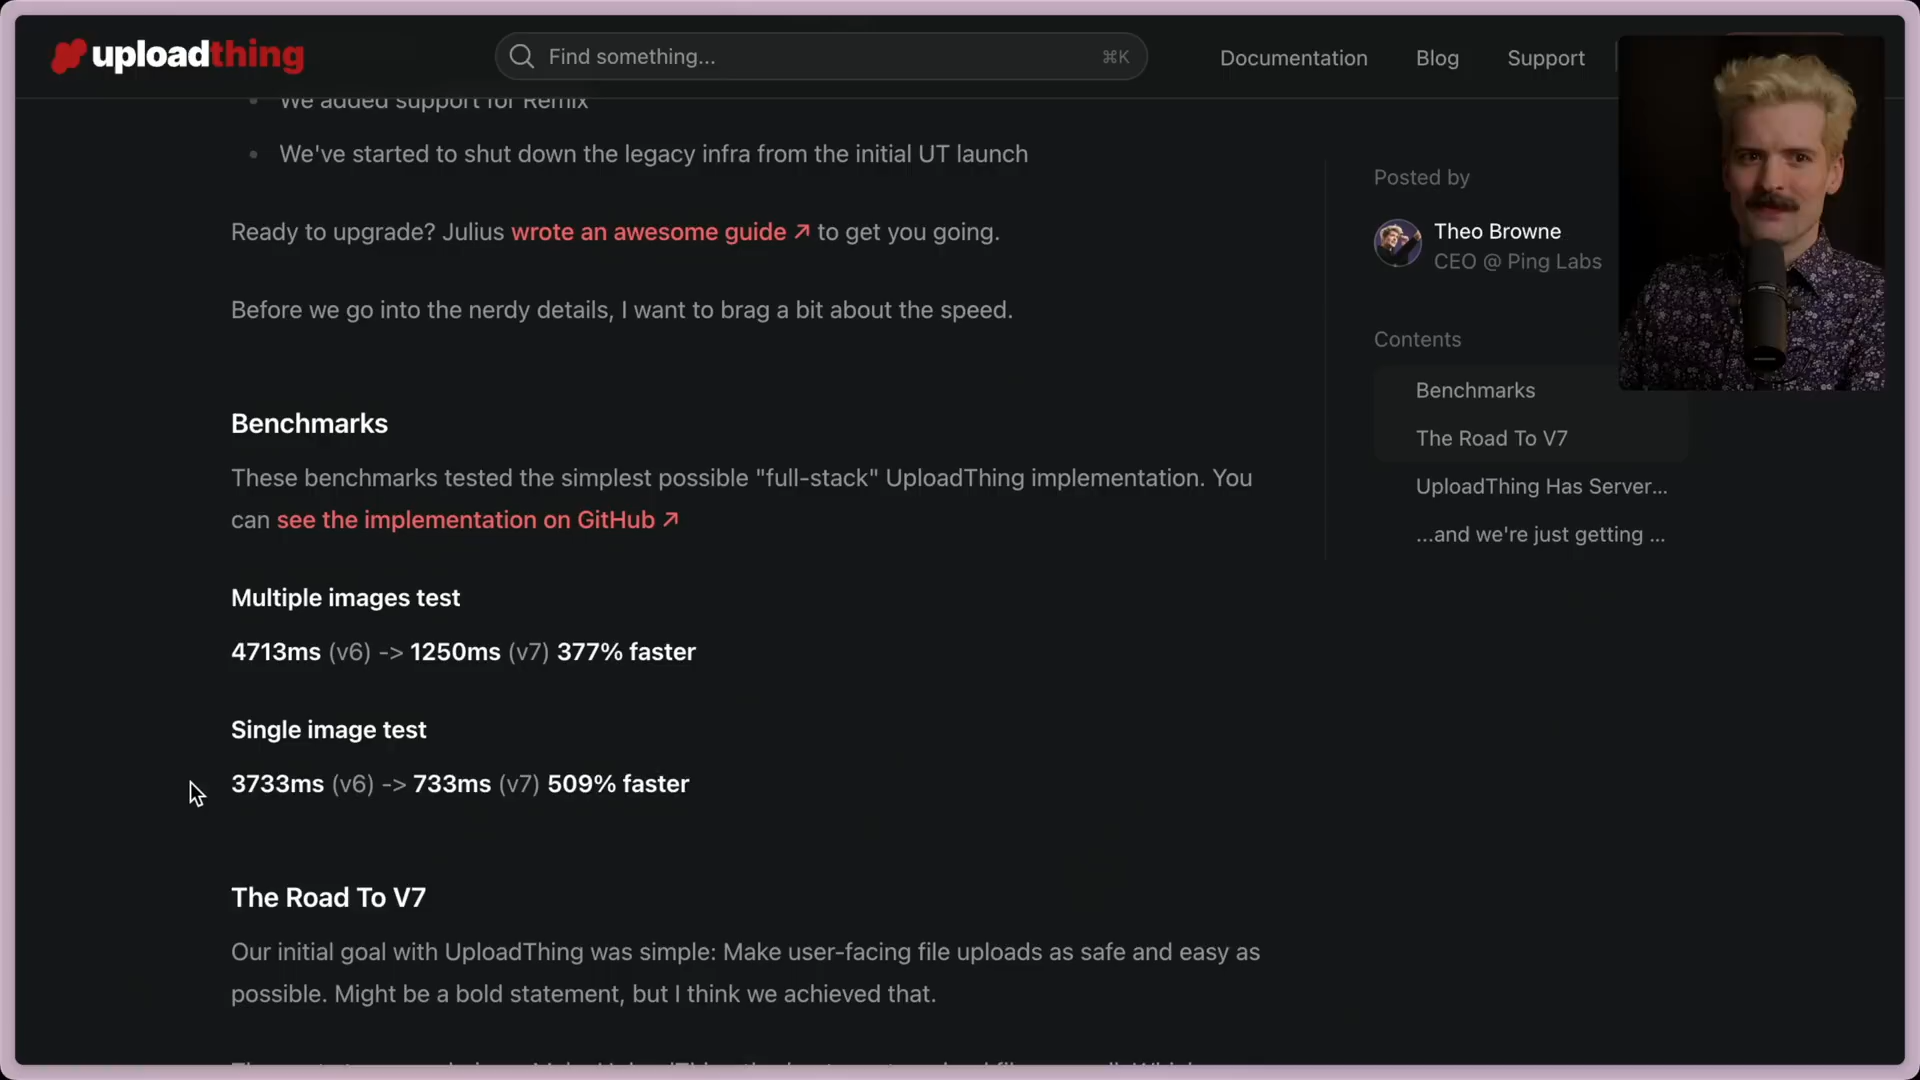 uploadthing
Find something...
⌘K
Documentation
Blog
Support
We added support for Remix
We've started to shut down the legacy infra from the initial UT launch
Ready to upgrade? Julius wrote an awesome guide ↗ to get you going.
Before we go into the nerdy details, I want to brag a bit about the speed.
Benchmarks
These benchmarks tested the simplest possible "full-stack" UploadThing implementation. You
can see the implementation on GitHub ↗
Multiple images test
4713ms (v6) -> 1250ms (v7) 377% faster
Single image test
3733ms (v6) -> 733ms (v7) 509% faster
The Road To V7
Our initial goal with UploadThing was simple: Make user-facing file uploads as safe and easy as
possible. Might be a bold statement, but I think we achieved that.
Posted by
Theo Browne
CEO @ Ping Labs
Contents
Benchmarks
The Road To V7
UploadThing Has Server...
...and we're just getting ...